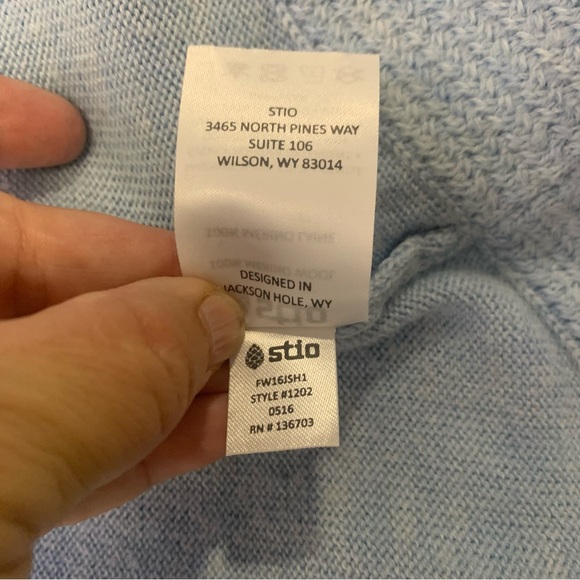 STIO
3465 NORTH PINES WAY
SUITE 106
WILSON, WY 83014
DESIGNED IN
JACKSON HOLE, WY
stio
FW16JSH1
STYLE #1202
0516
RN # 136703